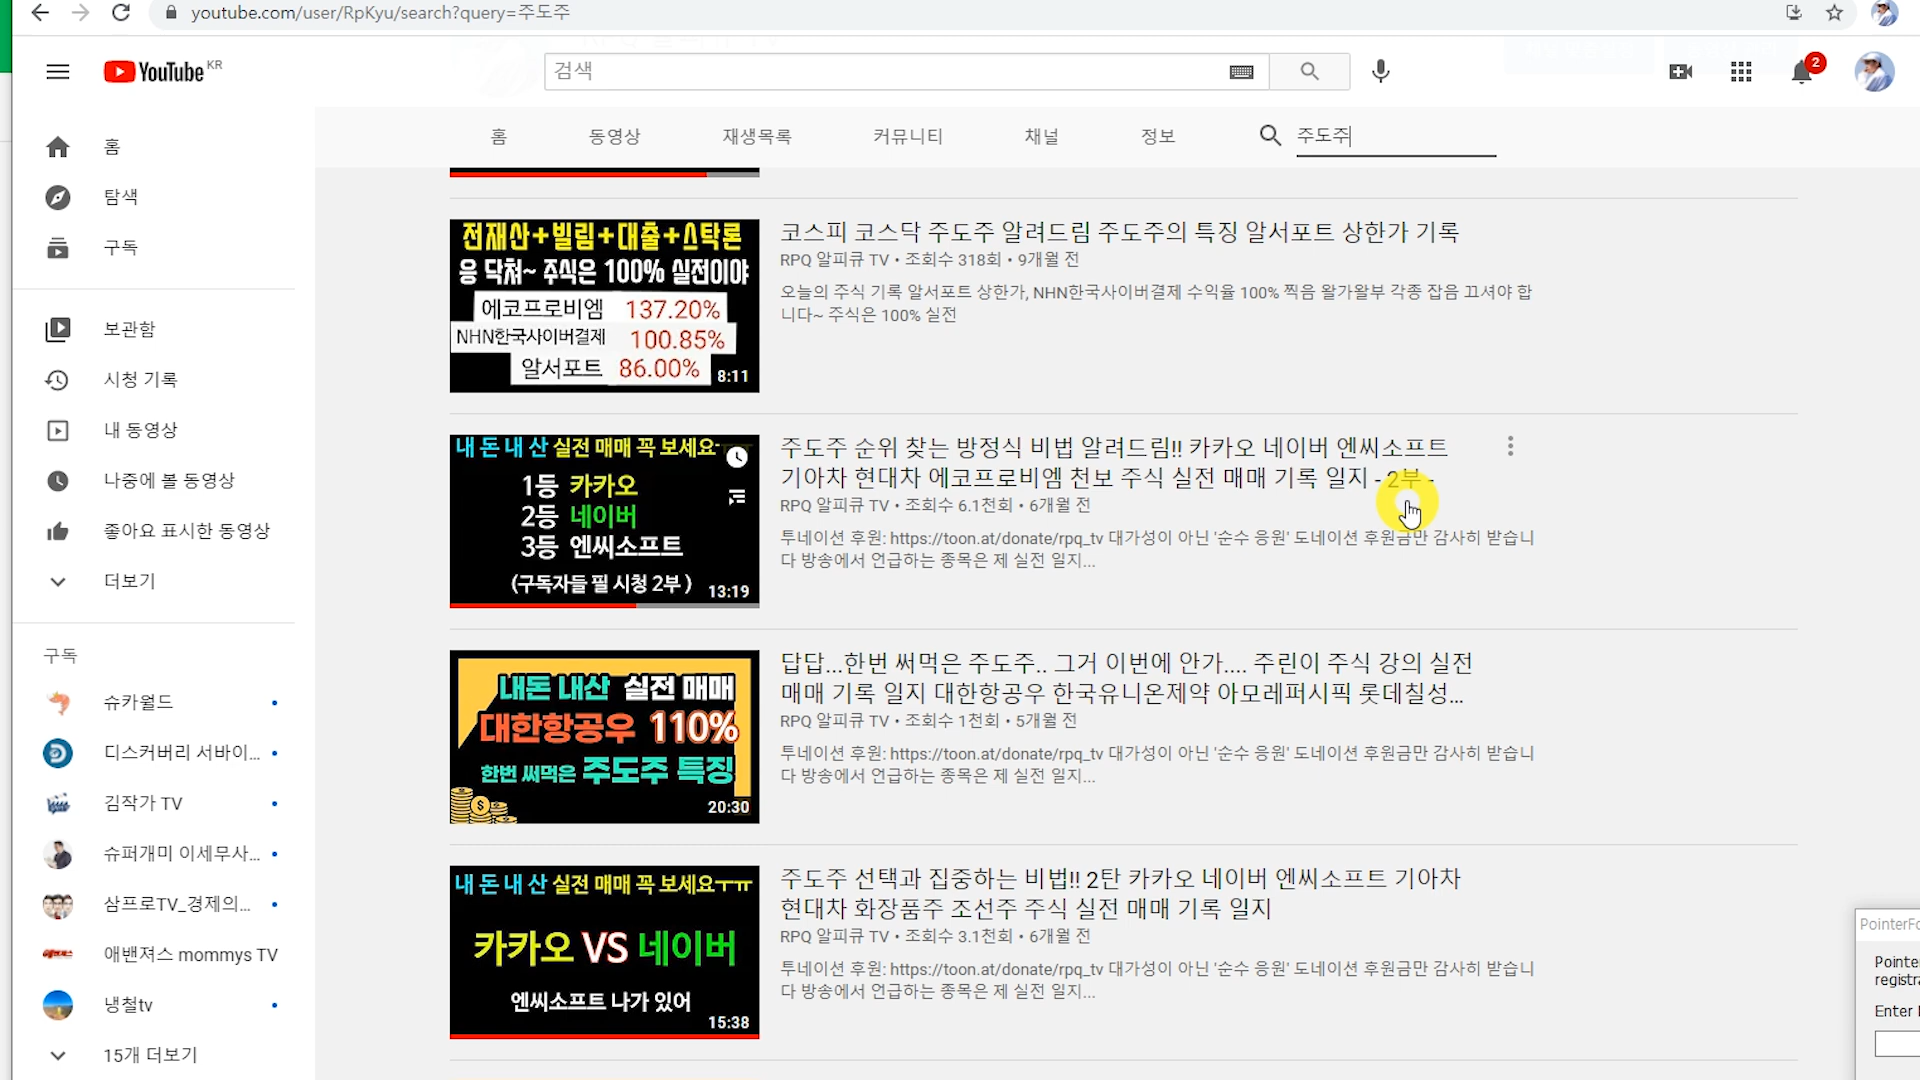 youtube.com/user/RpKyu/search?query=주도주
YouTube KR
검색
2
홈
동영상
재생목록
커뮤니티
채널
정보
주도주
홈
탐색
구독
보관함
시청 기록
내 동영상
나중에 볼 동영상
좋아요 표시한 동영상
더보기
구독
슈카월드
디스커버리 서바이...
김작가 TV
슈퍼개미 이세무사...
삼프로TV_경제의...
애밴져스 mommys TV
냉철tv
15개 더보기
전재산+빌림+대출+스탁론
응 닥쳐~ 주식은 100% 실전이야
에코프로비엠 137.20%
NHN한국사이버결제 100.85%
알서포트 86.00%
8:11
코스피 코스닥 주도주 알려드림 주도주의 특징 알서포트 상한가 기록
RPQ 알피큐 TV • 조회수 318회 • 9개월 전
오늘의 주식 기록 알서포트 상한가, NHN한국사이버결제 수익율 100% 찍음 왈가왈부 각종 잡음 끄셔야 합
니다~ 주식은 100% 실전
내 돈 내 산 실전 매매 꼭 보세요
1등 카카오
2등 네이버
3등 엔씨소프트
(구독자들 필 시청 2부 )
13:19
주도주 순위 찾는 방정식 비법 알려드림!! 카카오 네이버 엔씨소프트
기아차 현대차 에코프로비엠 천보 주식 실전 매매 기록 일지 - 2부 -
RPQ 알피큐 TV • 조회수 6.1천회 • 6개월 전
투네이션 후원: https://toon.at/donate/rpq_tv 대가성이 아닌 '순수 응원' 도네이션 후원금만 감사히 받습니
다 방송에서 언급하는 종목은 제 실전 일지...
내돈 내산 실전 매매
대한항공우 110%
한번 써먹은 주도주 특징
20:30
답답...한번 써먹은 주도주.. 그거 이번에 안가.... 주린이 주식 강의 실전
매매 기록 일지 대한항공우 한국유니온제약 아모레퍼시픽 롯데칠성...
RPQ 알피큐 TV • 조회수 1천회 • 5개월 전
투네이션 후원: https://toon.at/donate/rpq_tv 대가성이 아닌 '순수 응원' 도네이션 후원금만 감사히 받습니
다 방송에서 언급하는 종목은 제 실전 일지...
내 돈 내 산 실전 매매 꼭 보세요ㅜㅠ
카카오 VS 네이버
엔씨소프트 나가 있어
15:38
주도주 선택과 집중하는 비법!! 2탄 카카오 네이버 엔씨소프트 기아차
현대차 화장품주 조선주 주식 실전 매매 기록 일지
RPQ 알피큐 TV • 조회수 3.1천회 • 6개월 전
투네이션 후원: https://toon.at/donate/rpq_tv 대가성이 아닌 '순수 응원' 도네이션 후원금만 감사히 받습니
다 방송에서 언급하는 종목은 제 실전 일지...
Enter